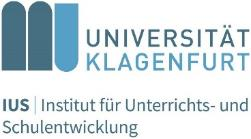 UNIVERSITÄT
KLAGENFURT
IUS | Institut für Unterrichts- und
Schulentwicklung